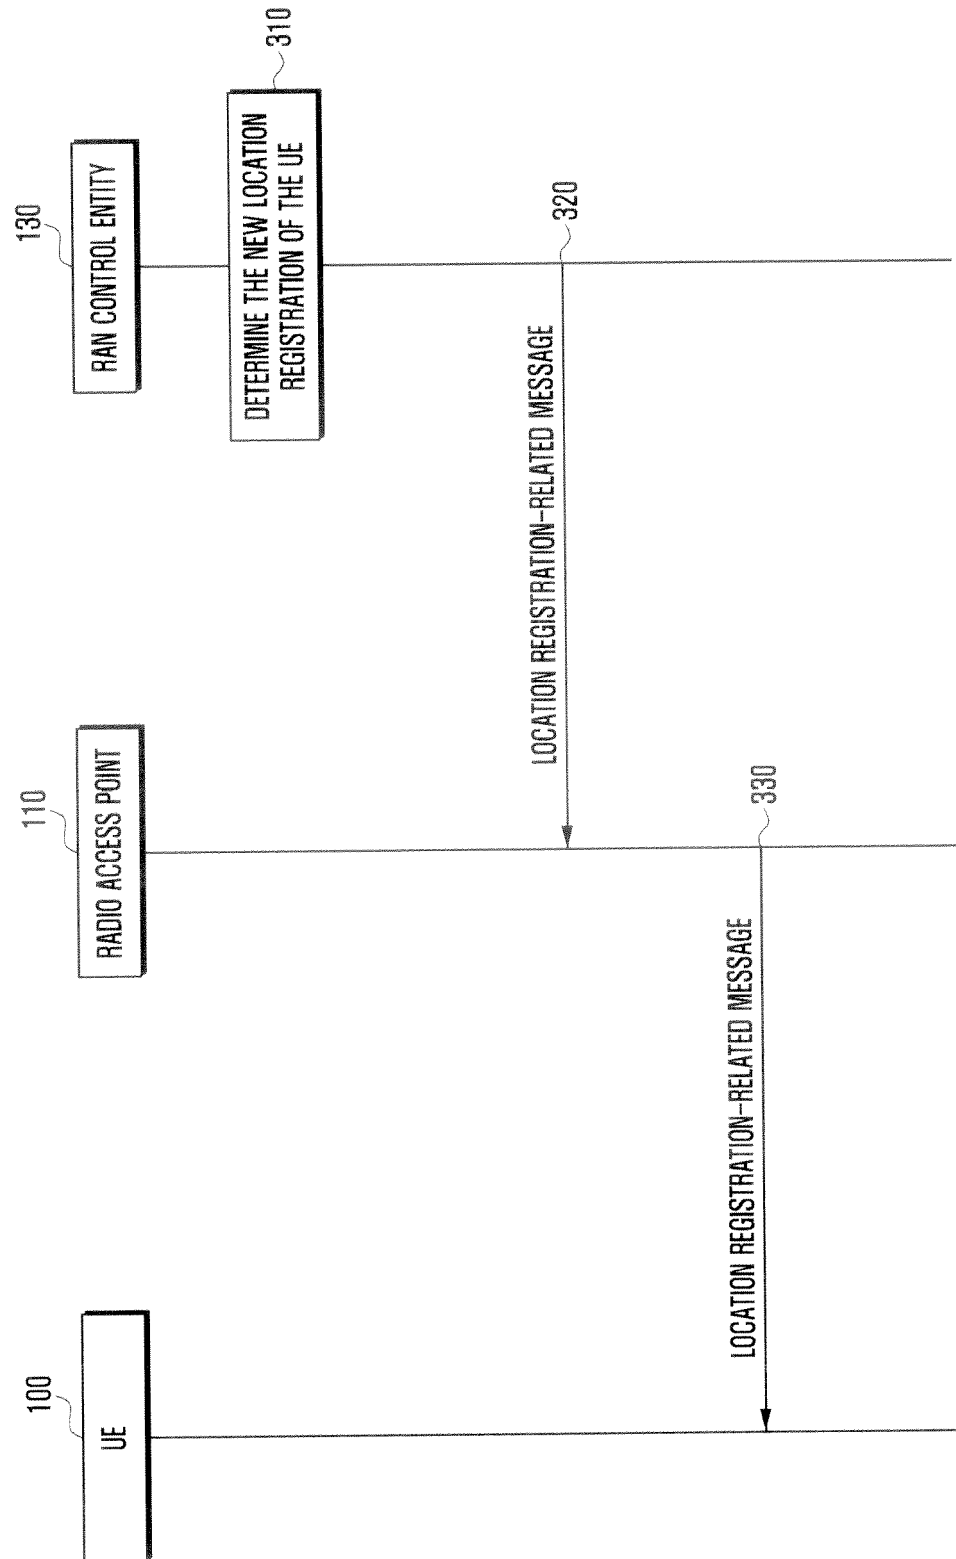 100
110
130
UE
RADIO ACCESS POINT
RAN CONTROL ENTITY
310
DETERMINE THE NEW LOCATION
REGISTRATION OF THE UE
320
LOCATION REGISTRATION-RELATED MESSAGE
330
LOCATION REGISTRATION-RELATED MESSAGE